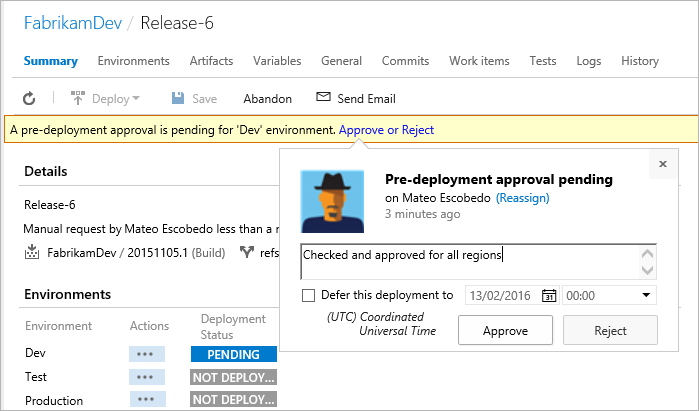 FabrikamDev / Release-6
Summary Environments Artifacts Variables General Commits Work items Tests Logs History
Deploy Save Abandon Send Email
A pre-deployment approval is pending for 'Dev' environment. Approve or Reject
Details
Release-6
Manual request by Mateo Escobedo less than a
FabrikamDev / 20151105.1 (Build) refs
Pre-deployment approval pending
on Mateo Escobedo (Reassign)
3 minutes ago
Checked and approved for all regions
Defer this deployment to 13/02/2016 00:00
(UTC) Coordinated
Universal Time
Approve Reject
Environments
Environment Actions Deployment
Status
Dev ... PENDING
Test ... NOT DEPLOY...
Production ... NOT DEPLOY...